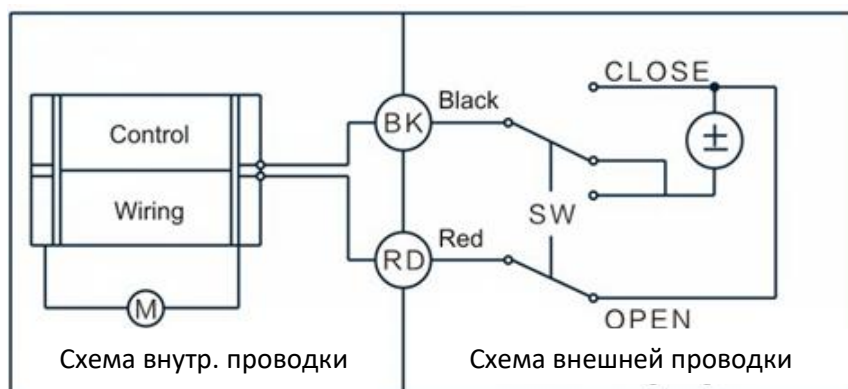 CLOSE
Black
BK
±
Control
Wiring
SW
Red
RD
M
OPEN
Схема внутр. проводки
Схема внешней проводки